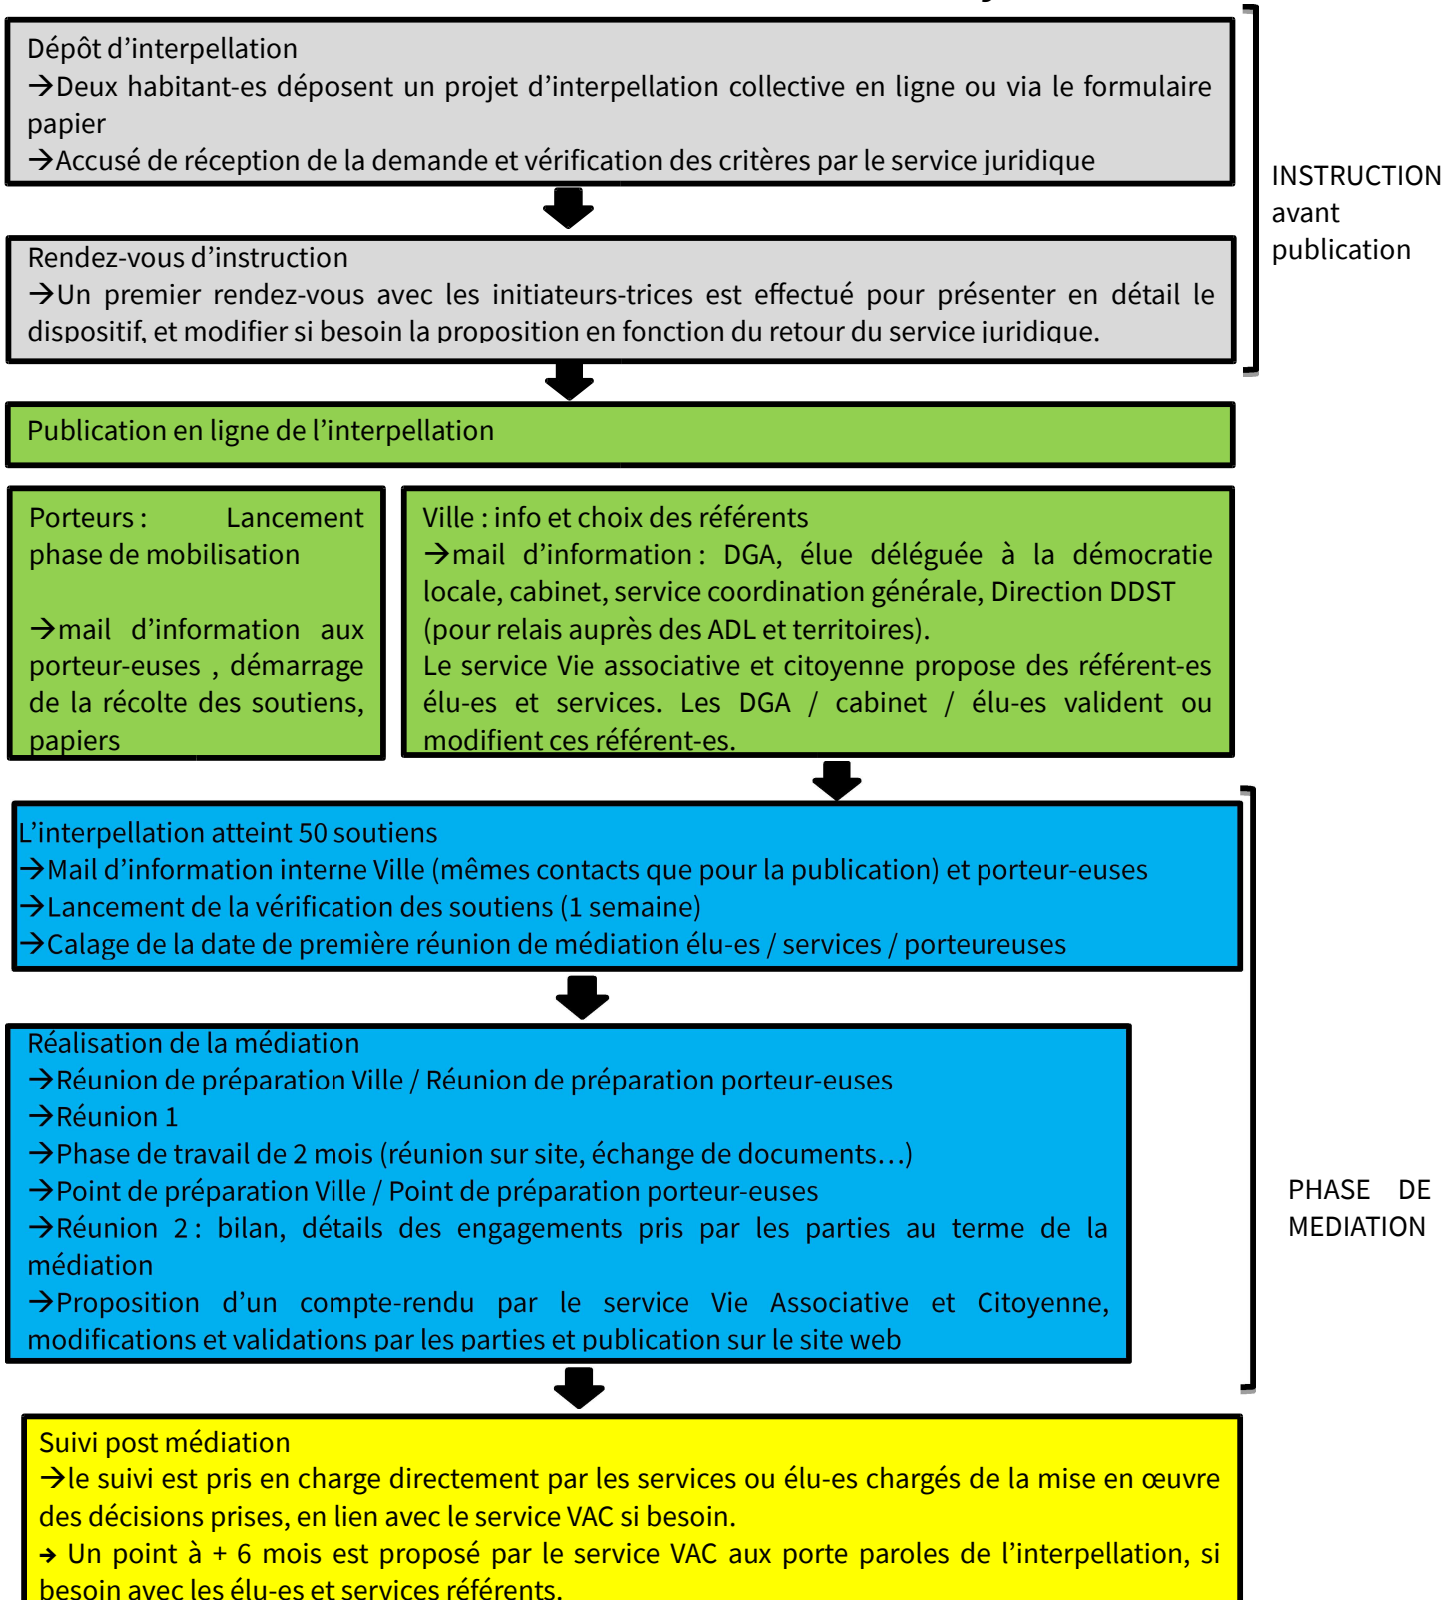 Dépôt d’interpellation
→Deux habitant-es déposent un projet d’interpellation collective en ligne ou via le formulaire
papier
→Accusé de réception de la demande et vérification des critères par le service juridique
INSTRUCTION
avant
publication
Rendez-vous d’instruction
→Un premier rendez-vous avec les initiateurs-trices est effectué pour présenter en détail le
dispositif, et modifier si besoin la proposition en fonction du retour du service juridique.
Publication en ligne de l’interpellation
Porteurs : Lancement
phase de mobilisation
→mail d’information aux
porteur-euses , démarrage
de la récolte des soutiens,
papiers
Ville : info et choix des référents
→mail d’information : DGA, élue déléguée à la démocratie
locale, cabinet, service coordination générale, Direction DDST
(pour relais auprès des ADL et territoires).
Le service Vie associative et citoyenne propose des référent-es
élu-es et services. Les DGA / cabinet / élu-es valident ou
modifient ces référent-es.
L’interpellation atteint 50 soutiens
→Mail d’information interne Ville (mêmes contacts que pour la publication) et porteur-euses
→Lancement de la vérification des soutiens (1 semaine)
→Calage de la date de première réunion de médiation élu-es / services / porteureuses
Réalisation de la médiation
→Réunion de préparation Ville / Réunion de préparation porteur-euses
→Réunion 1
→Phase de travail de 2 mois (réunion sur site, échange de documents…)
→Point de préparation Ville / Point de préparation porteur-euses
→Réunion 2 : bilan, détails des engagements pris par les parties au terme de la
médiation
→Proposition d’un compte-rendu par le service Vie Associative et Citoyenne,
modifications et validations par les parties et publication sur le site web
PHASE DE
MEDIATION
Suivi post médiation
→le suivi est pris en charge directement par les services ou élu-es chargés de la mise en œuvre
des décisions prises, en lien avec le service VAC si besoin.
→ Un point à + 6 mois est proposé par le service VAC aux porte paroles de l’interpellation, si
besoin avec les élu-es et services référents.